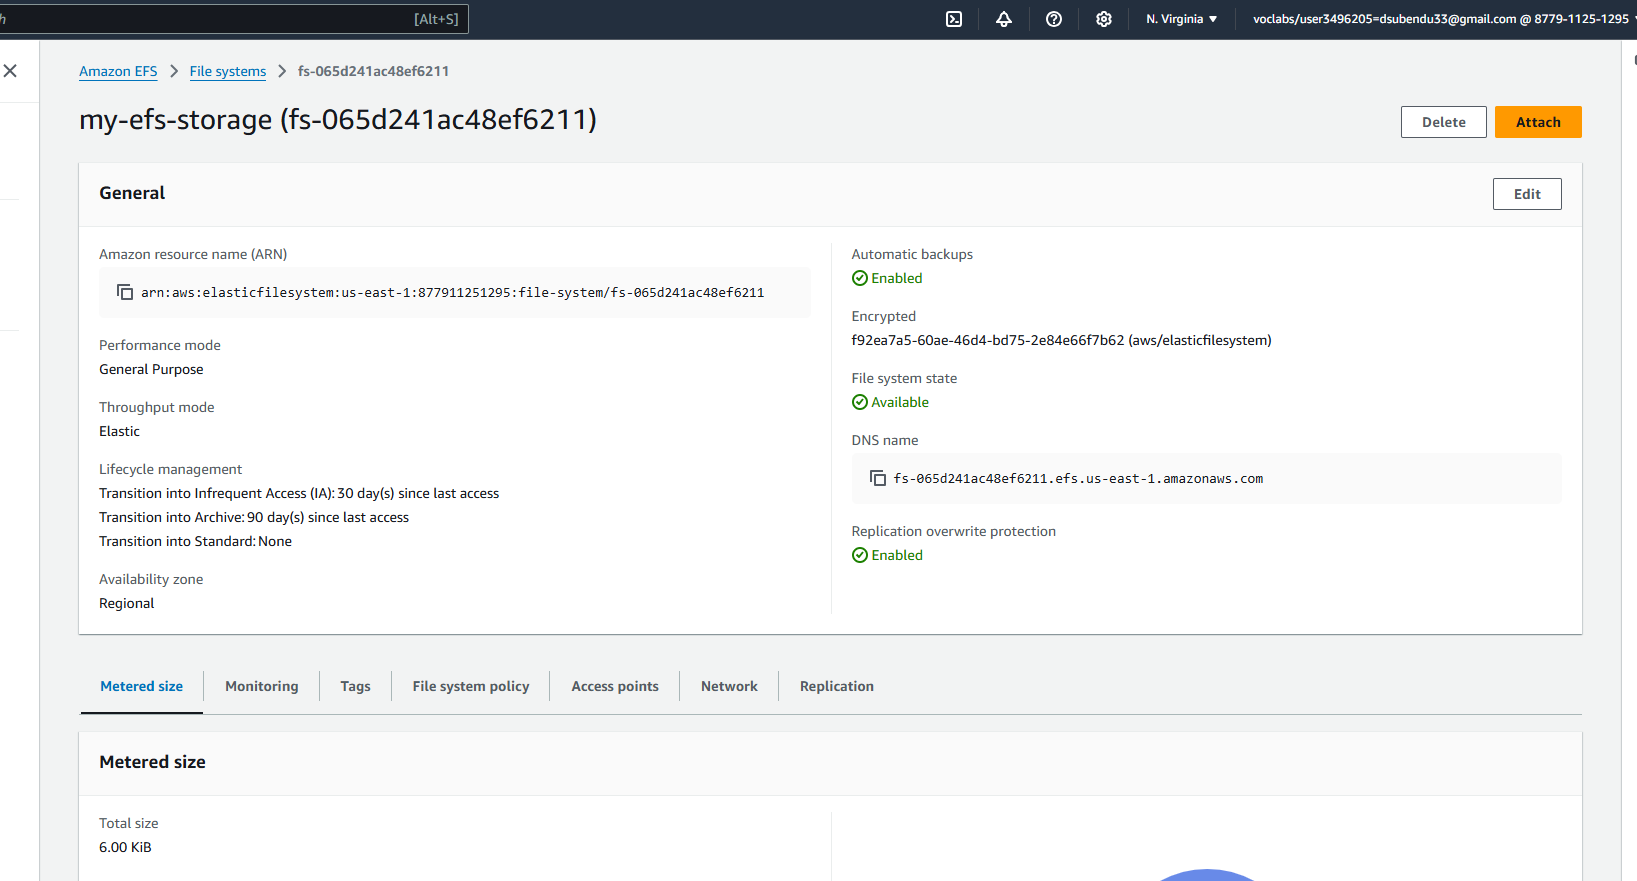 [Alt+S]
N. Virginia
voclabs/user3496205=dsubendu33@gmail.com @ 8779-1125-1295
Amazon EFS
File systems
fs-065d241ac48ef6211
my-efs-storage (fs-065d241ac48ef6211)
Delete
Attach
General
Edit
Amazon resource name (ARN)
arn:aws:elasticfilesystem:us-east-1:877911251295:file-system/fs-065d241ac48ef6211
Performance mode
General Purpose
Throughput mode
Elastic
Lifecycle management
Transition into Infrequent Access (IA): 30 day(s) since last access
Transition into Archive: 90 day(s) since last access
Transition into Standard: None
Availability zone
Regional
Automatic backups
Enabled
Encrypted
f92ea7a5-60ae-46d4-bd75-2e84e66f7b62 (aws/elasticfilesystem)
File system state
Available
DNS name
fs-065d241ac48ef6211.efs.us-east-1.amazonaws.com
Replication overwrite protection
Enabled
Metered size
Monitoring
Tags
File system policy
Access points
Network
Replication
Metered size
Total size
6.00 KiB